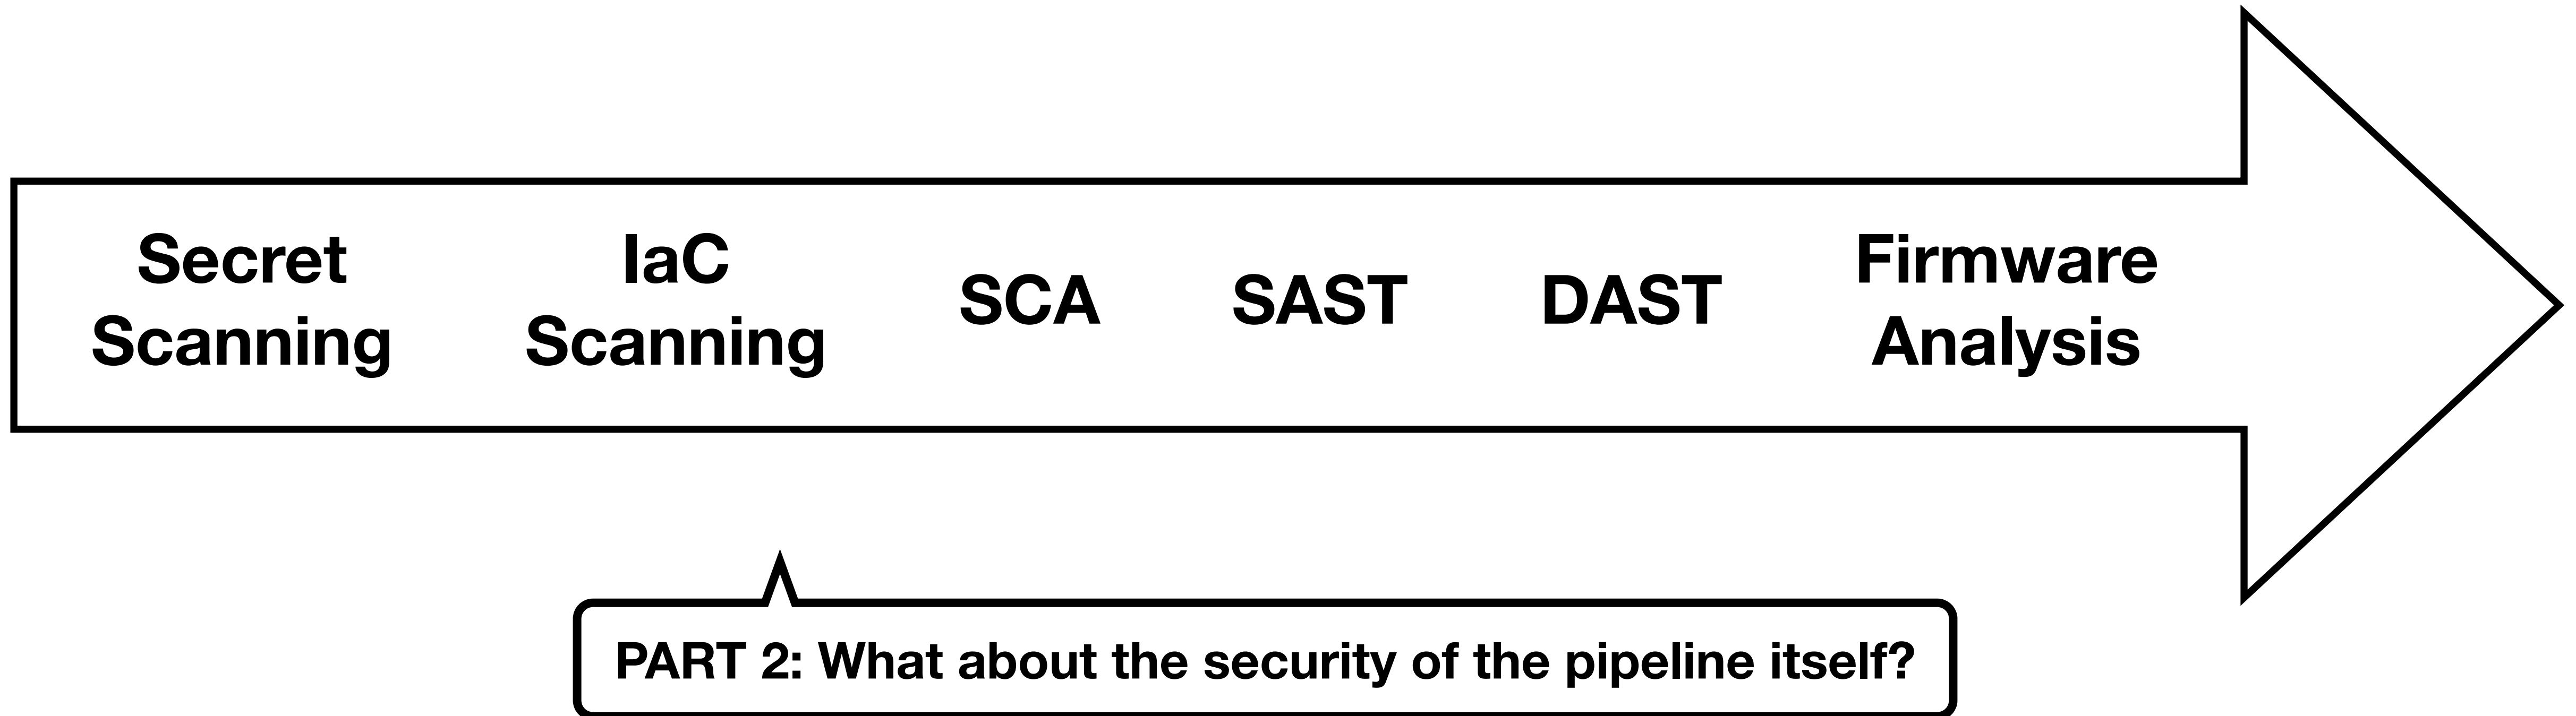 Secret
Scanning
IaC
Scanning
SCA
SAST
DAST
Firmware
Analysis
PART 2: What about the security of the pipeline itself?